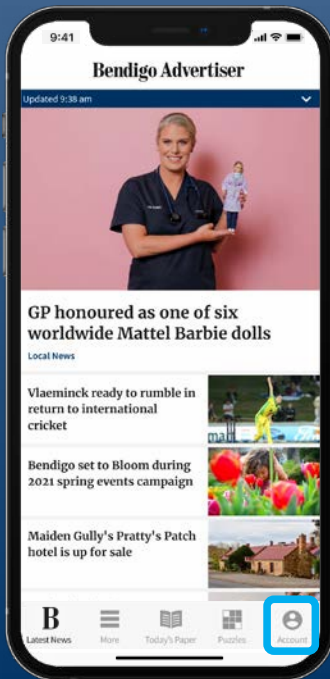 9:41
Bendigo Advertiser
Updated 9:38 am
GP honoured as one of six
worldwide Mattel Barbie dolls
Local News
Vlaeminck ready to rumble in
return to international
cricket
Bendigo set to Bloom during
2021 spring events campaign
Maiden Gully's Pratty's Patch
hotel is up for sale
B
Latest News More Today's Paper Puzzles Account